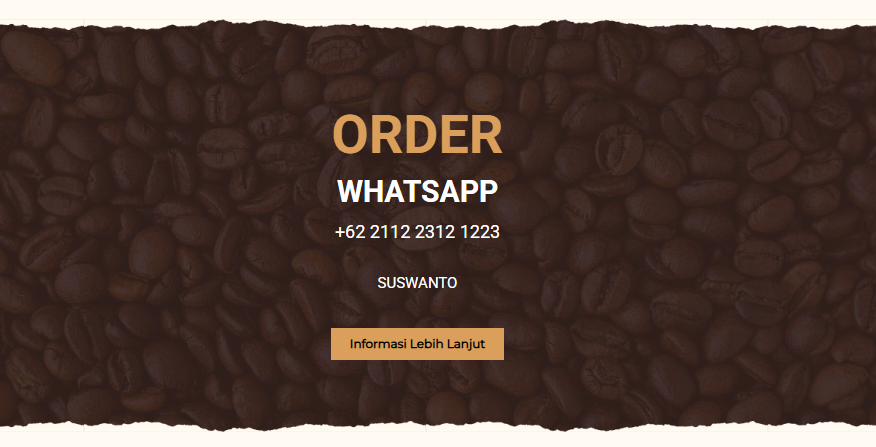 ORDER
WHATSAPP
+62 2112 2312 1223
SUSWANTO
Informasi Lebih Lanjut